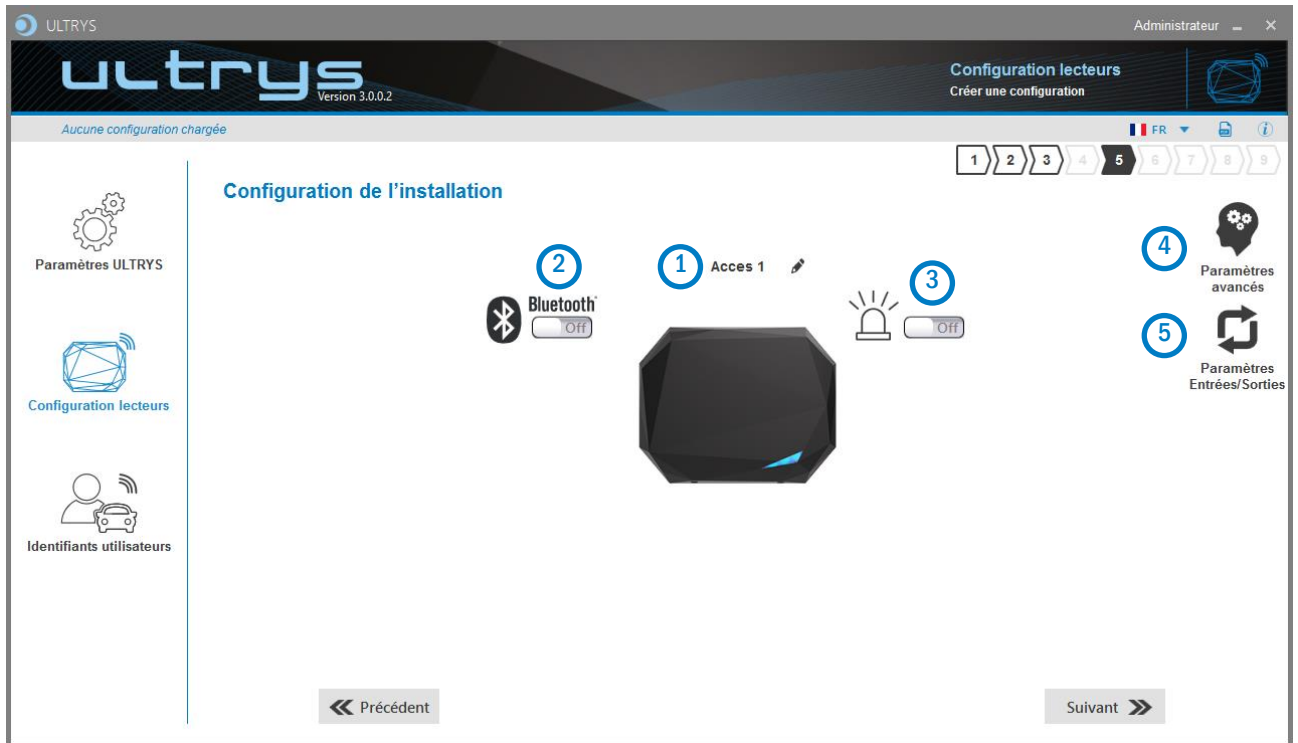 ULTRYS
Administrateur
ultrys
Version 3.0.0.2
Configuration lecteurs
Créer une configuration
Aucune configuration chargée
FR
1 2 3 4 5 6 7 8 9
Configuration de l'installation
Paramètres ULTRYS
Configuration lecteurs
Identifiants utilisateurs
2
Bluetooth
Off
1
Acces 1
3
Off
4
Paramètres
avancés
5
Paramètres
Entrées/Sorties
Précédent
Suivant